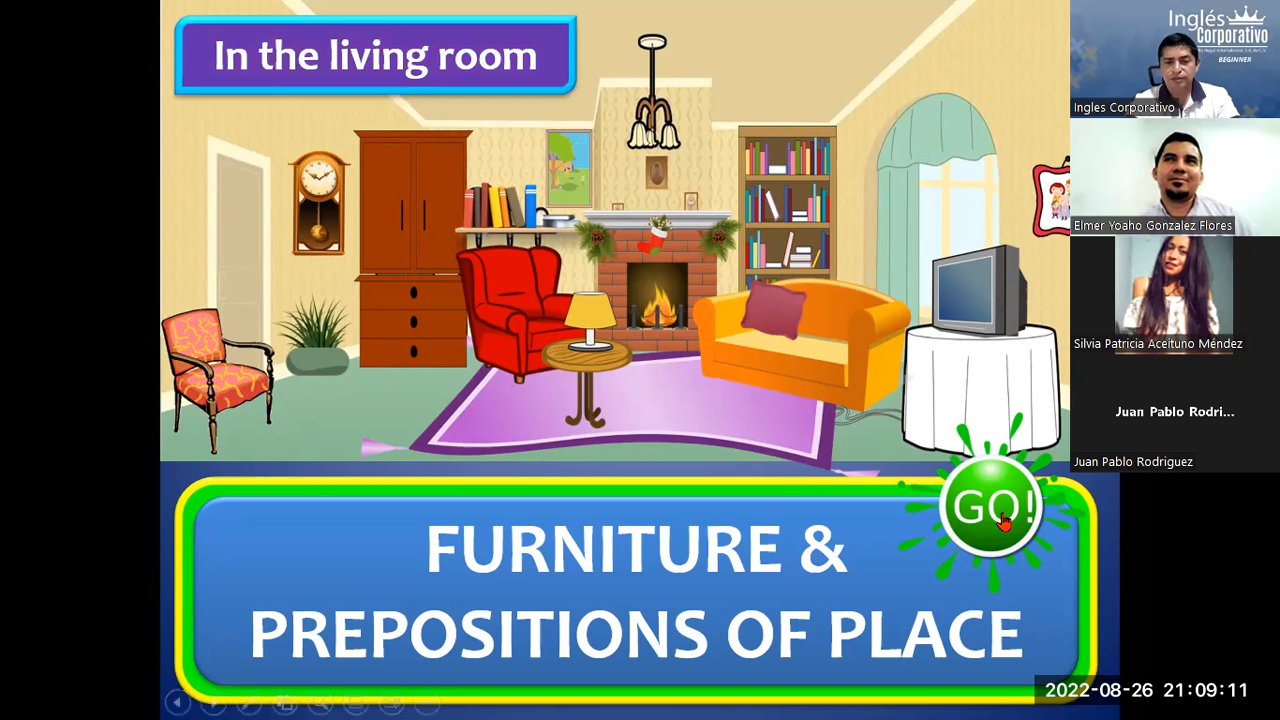 In the living room
GO!
FURNITURE &
PREPOSITIONS OF PLACE
Inglés
Corporativo
BEGINNER
Ingles Corporativo
Elmer Yoaho Gonzalez Flores
Silvia Patricia Aceituno Méndez
Juan Pablo Rodri...
Juan Pablo Rodriguez
2022-08-26 21:09:11